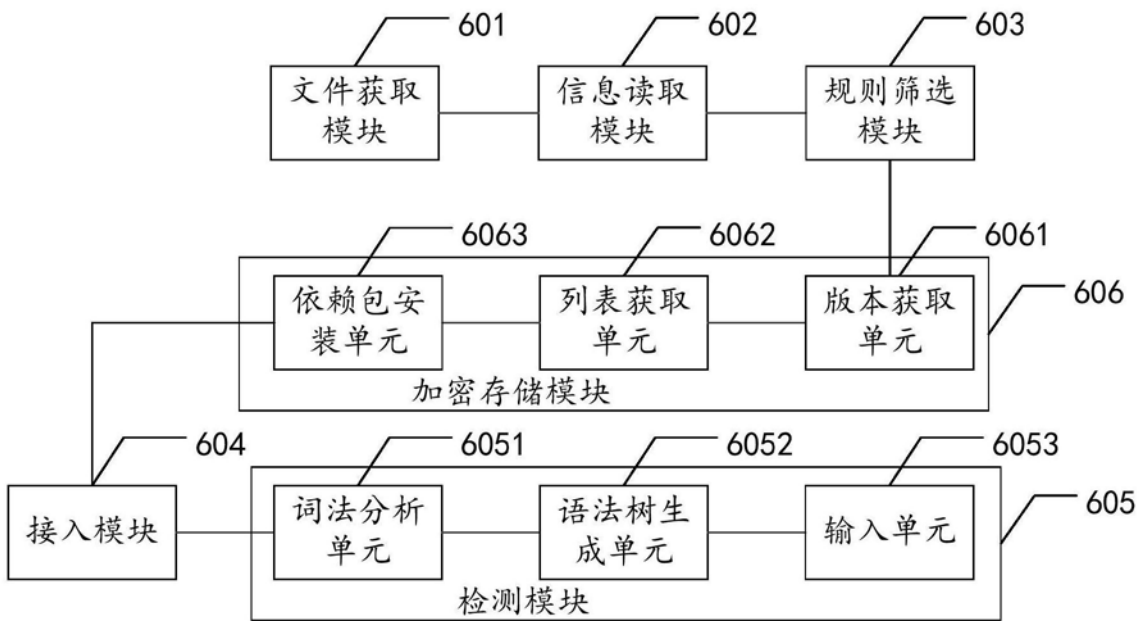 601
602
603
文件获取
模块
信息读取
模块
规则筛选
模块
6063
6062
6061
依赖包安
装单元
列表获取
单元
版本获取
单元
606
加密存储模块
604
6051
6052
6053
接入模块
词法分析
单元
语法树生
成单元
输入单元
605
检测模块